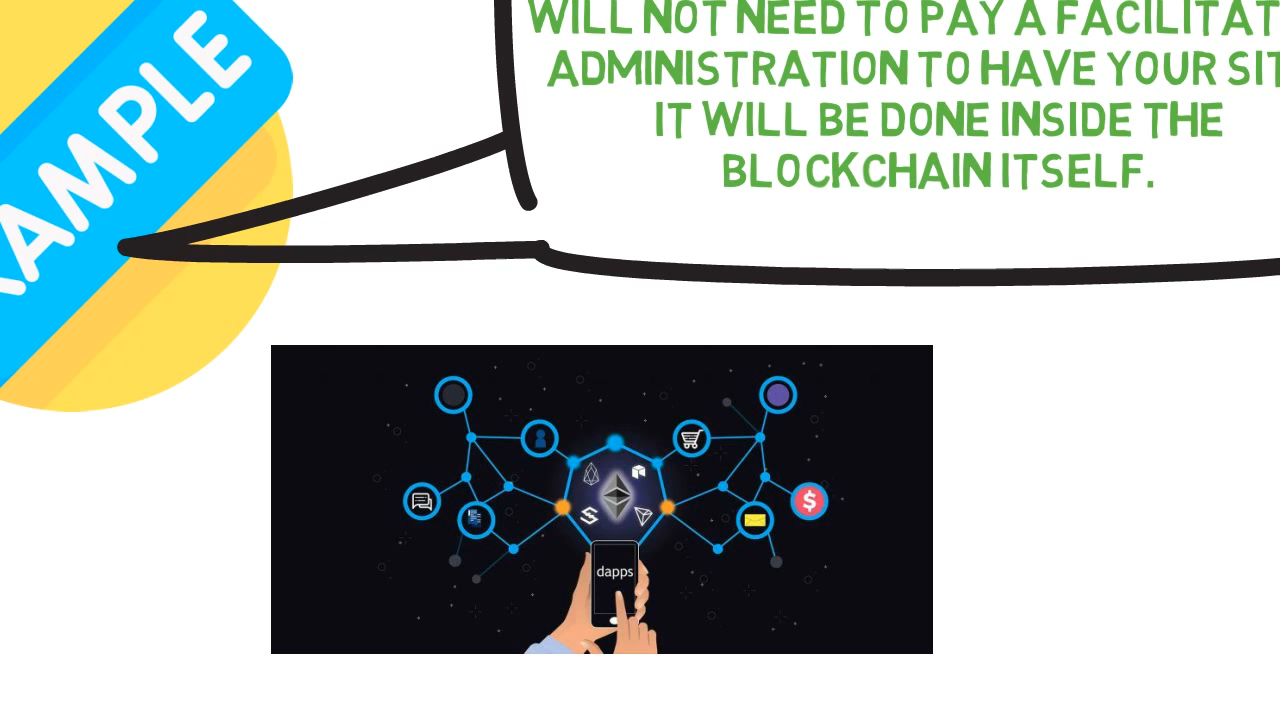 WILL NOT NEED TO PAY A FACILITAT
ADMINISTRATION TO HAVE YOUR SIT
IT WILL BE DONE INSIDE THE
BLOCKCHAIN ITSELF.
AMPLE
dapps